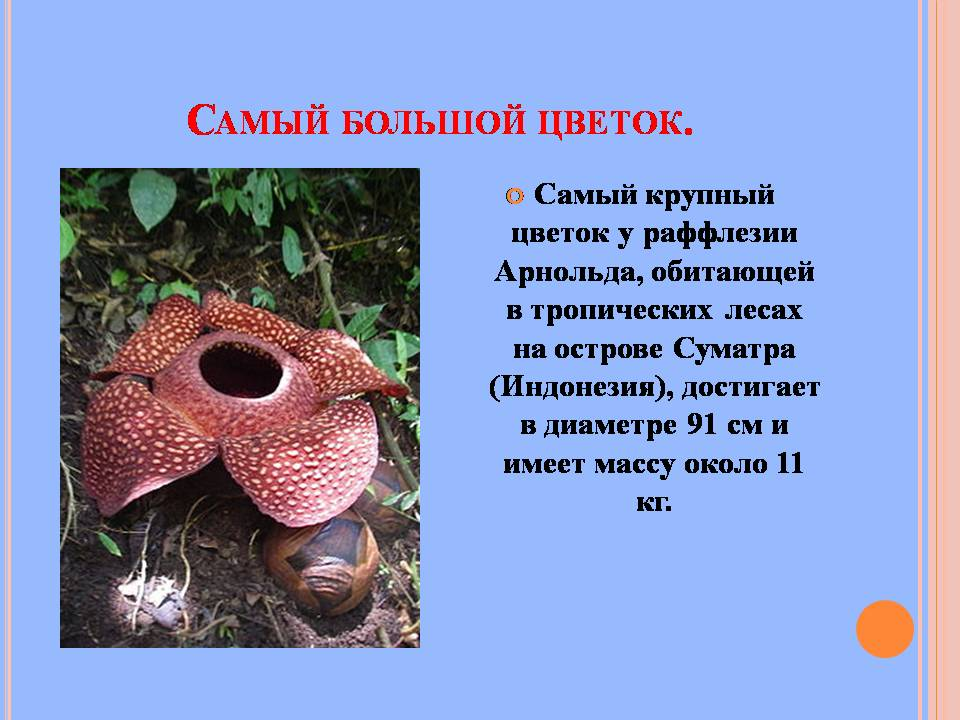 Самый большой цветок.
Самый крупный
цветок у раффлезии
Арнольда, обитающей
в тропических лесах
на острове Суматра
(Индонезия), достигает
в диаметре 91 см и
имеет массу около 11
кг.